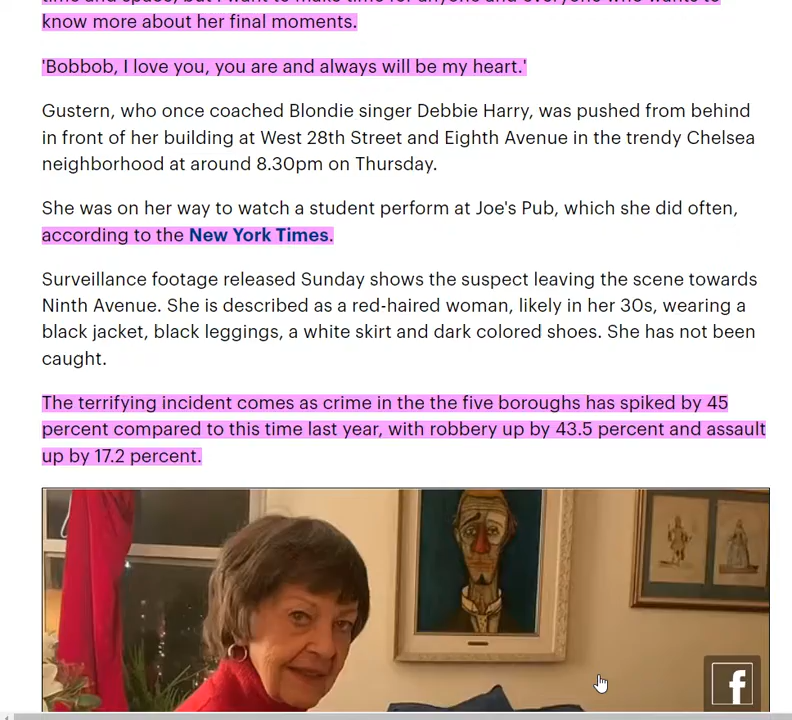 know more about her final moments.
'Bobbob, I love you, you are and always will be my heart.'
Gustern, who once coached Blondie singer Debbie Harry, was pushed from behind
in front of her building at West 28th Street and Eighth Avenue in the trendy Chelsea
neighborhood at around 8.30pm on Thursday.
She was on her way to watch a student perform at Joe's Pub, which she did often,
according to the New York Times.
Surveillance footage released Sunday shows the suspect leaving the scene towards
Ninth Avenue. She is described as a red-haired woman, likely in her 30s, wearing a
black jacket, black leggings, a white skirt and dark colored shoes. She has not been
caught.
The terrifying incident comes as crime in the the five boroughs has spiked by 45
percent compared to this time last year, with robbery up by 43.5 percent and assault
up by 17.2 percent.
f